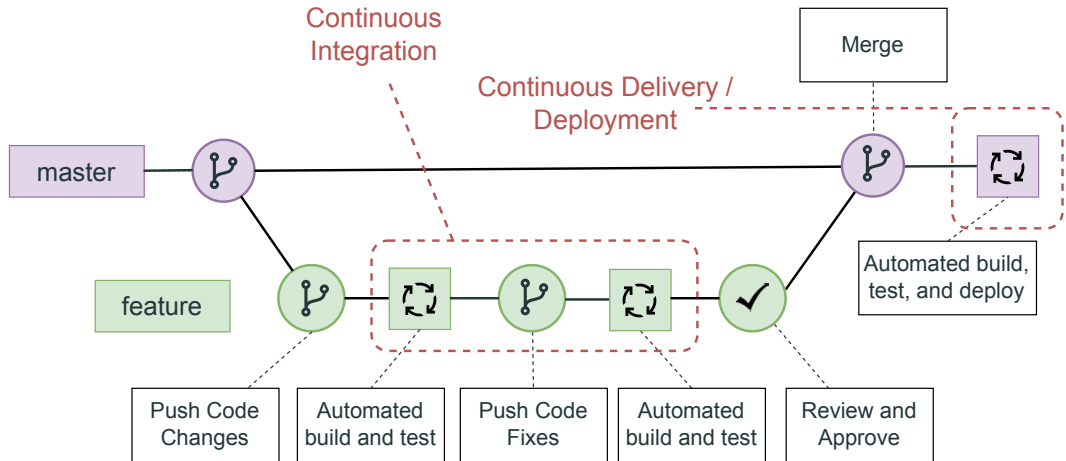 Continuous
Integration
Merge
Continuous Delivery /
Deployment
master
Automated build,
test, and deploy
feature
Push Code
Changes
Automated
build and test
Push Code
Fixes
Automated
build and test
Review and
Approve